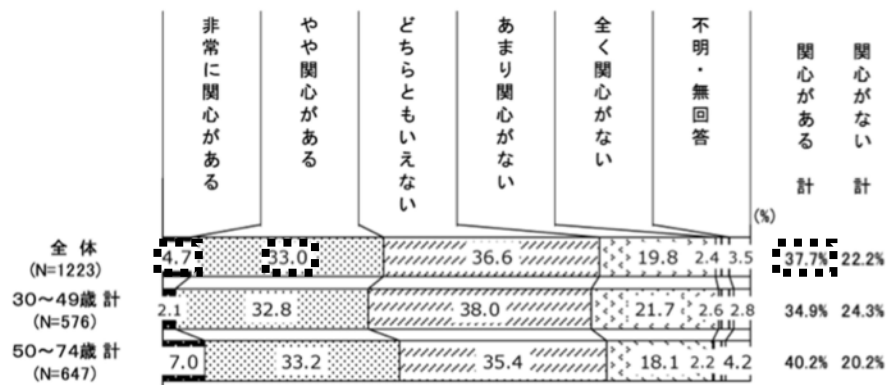 非常に関心がある
やや関心がある
どちらともいえない
あまり関心がない
全く関心がない
不明・無回答
関心がある 計
関心がない 計
(%)
全 体
(N=1223)
4.7 33.0 36.6 19.8 2.4 3.5 37.7% 22.2%
30～49歳 計
(N=576)
2.1 32.8 38.0 21.7 2.6 2.8 34.9% 24.3%
50～74歳 計
(N=647)
7.0 33.2 35.4 18.1 2.2 4.2 40.2% 20.2%